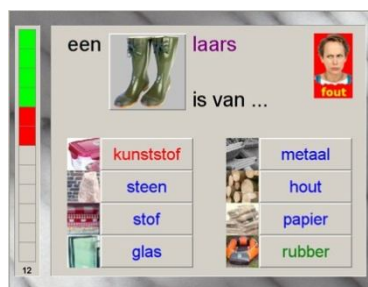 een laars
fout
is van ...
kunststof
metaal
steen
hout
stof
papier
glas
rubber
12